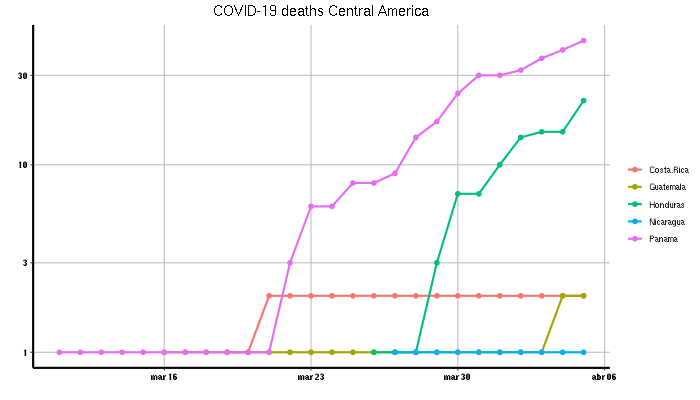 COVID-19 deaths Central America
30
10
3
1
mar 16
mar 23
mar 30
abr 06
Costa.Rica
Guatemala
Honduras
Nicaragua
Panama